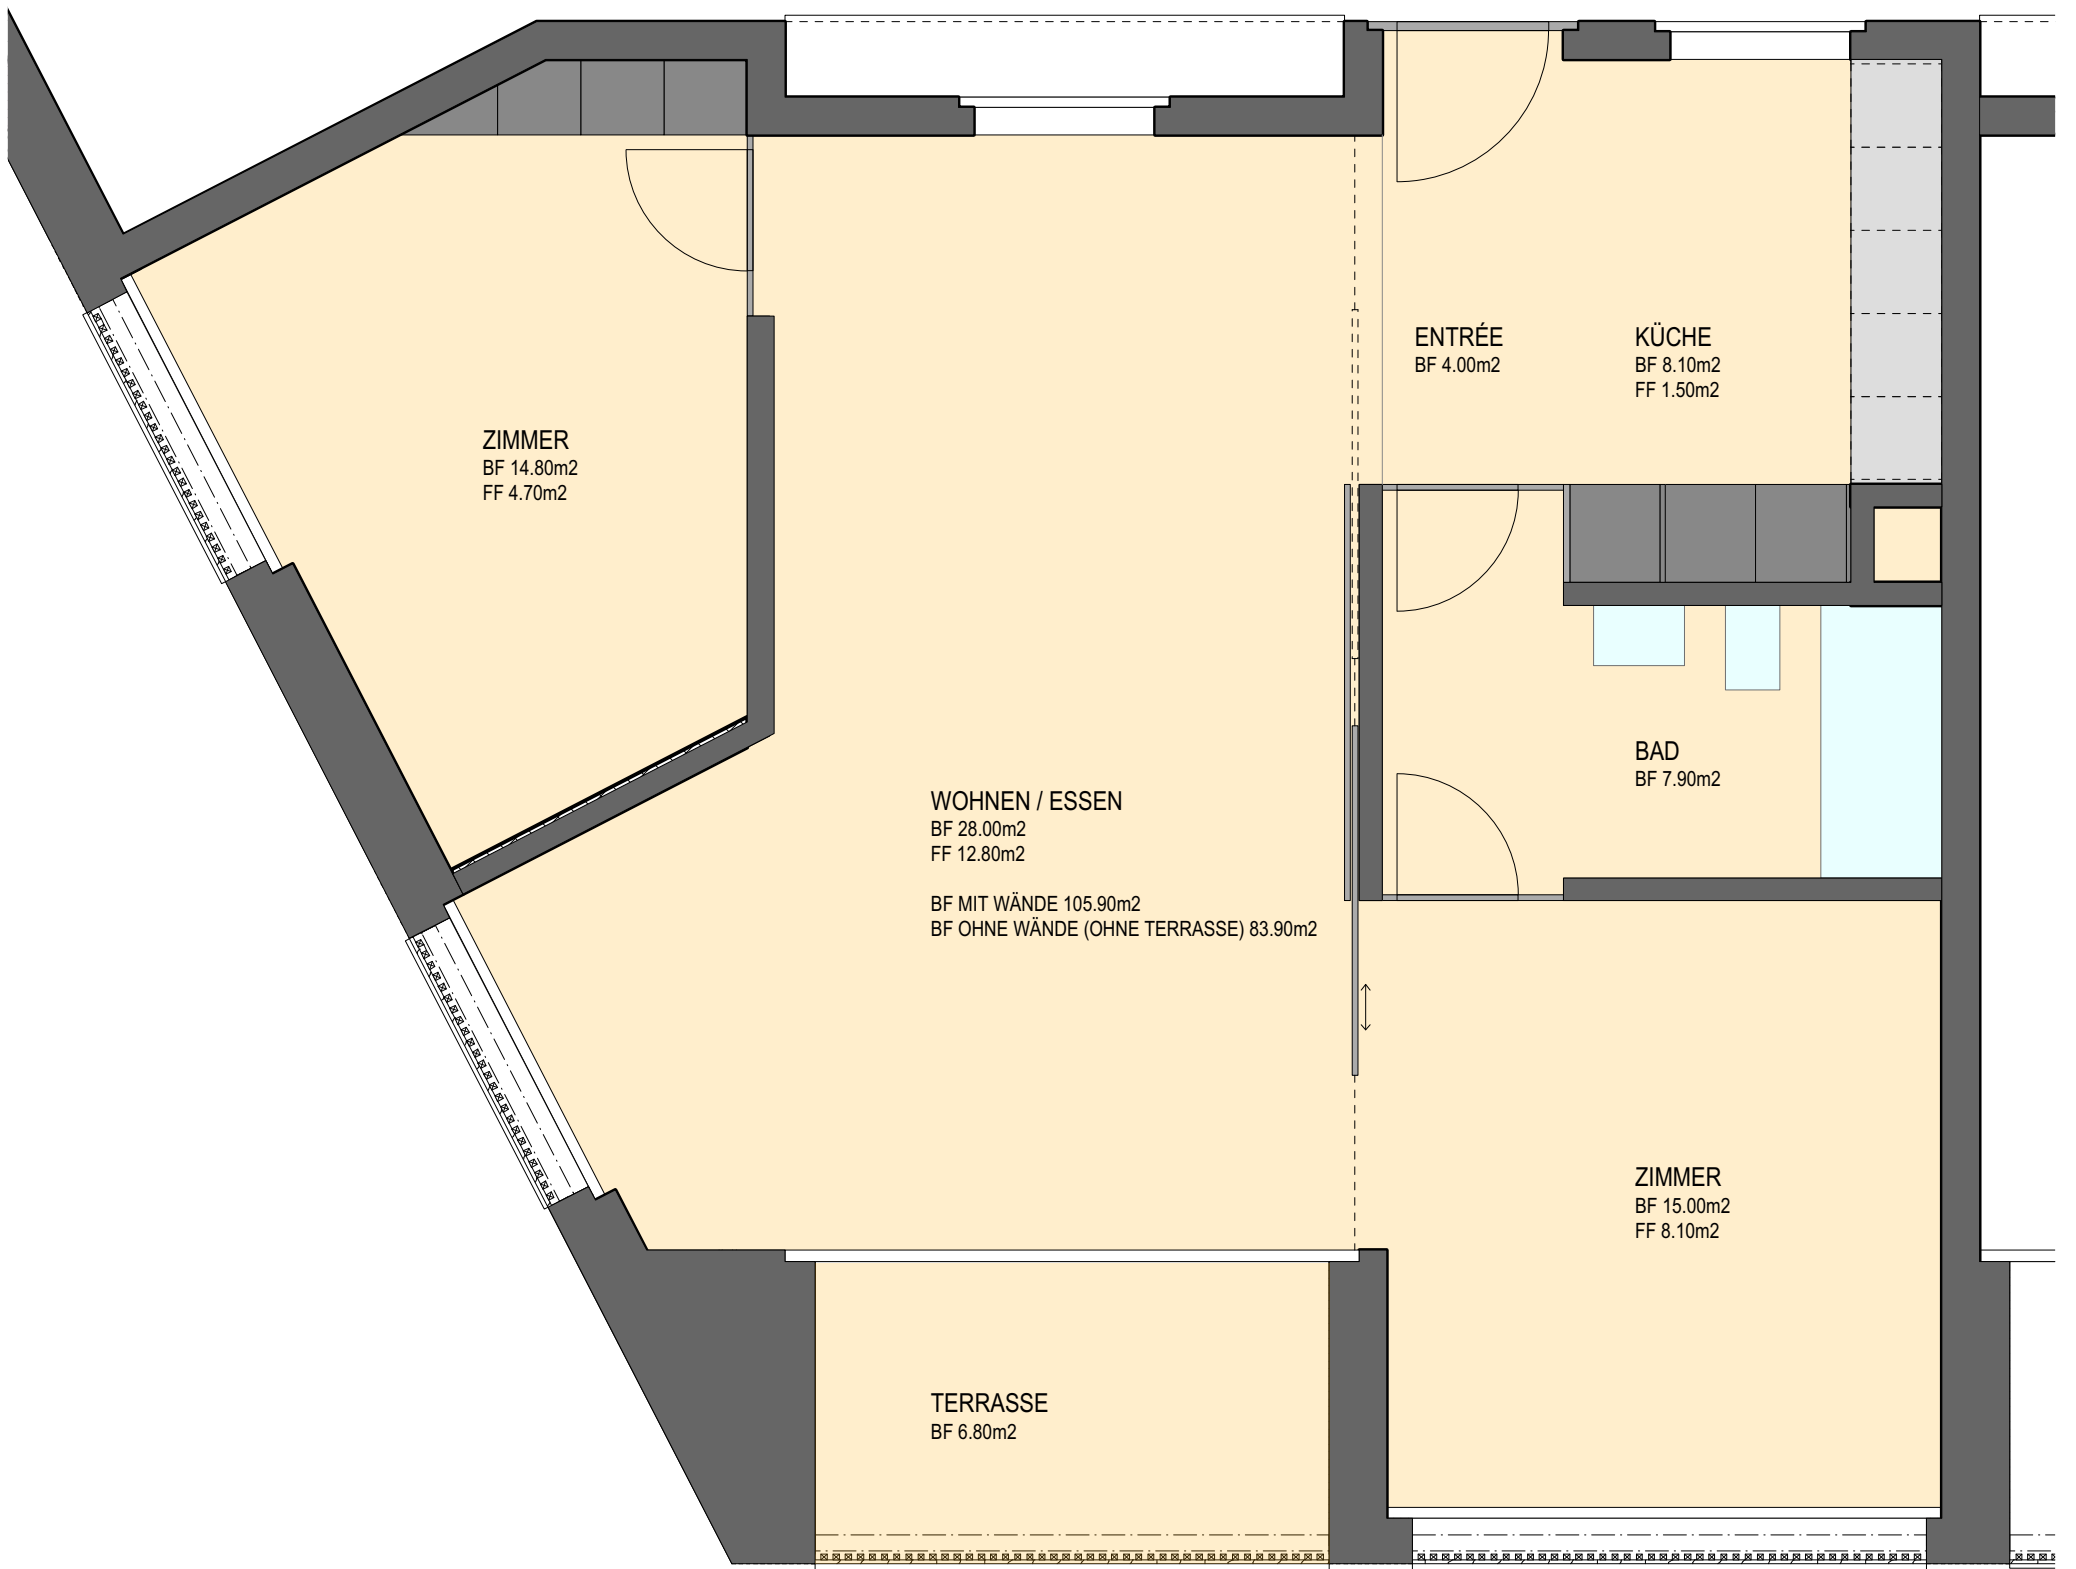 ENTRÉE
BF 4.00m2
KÜCHE
BF 8.10m2
FF 1.50m2
ZIMMER
BF 14.80m2
FF 4.70m2
BAD
BF 7.90m2
WOHNEN / ESSEN
BF 28.00m2
FF 12.80m2
BF MIT WÄNDE 105.90m2
BF OHNE WÄNDE (OHNE TERRASSE) 83.90m2
ZIMMER
BF 15.00m2
FF 8.10m2
TERRASSE
BF 6.80m2